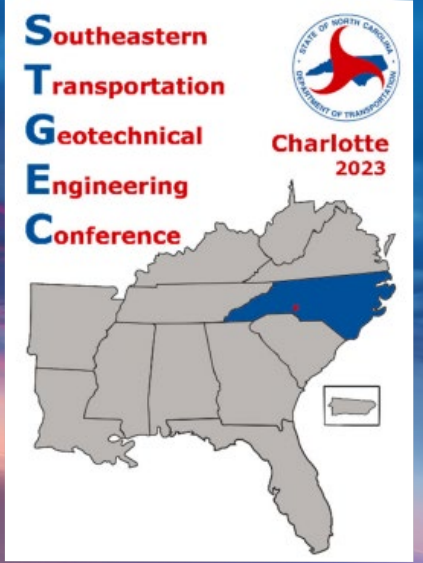 Southeastern
Transportation
Geotechnical
Engineering
Conference
STATE OF NORTH CAROLINA
DEPARTMENT OF TRANSPORTATION
Charlotte
2023